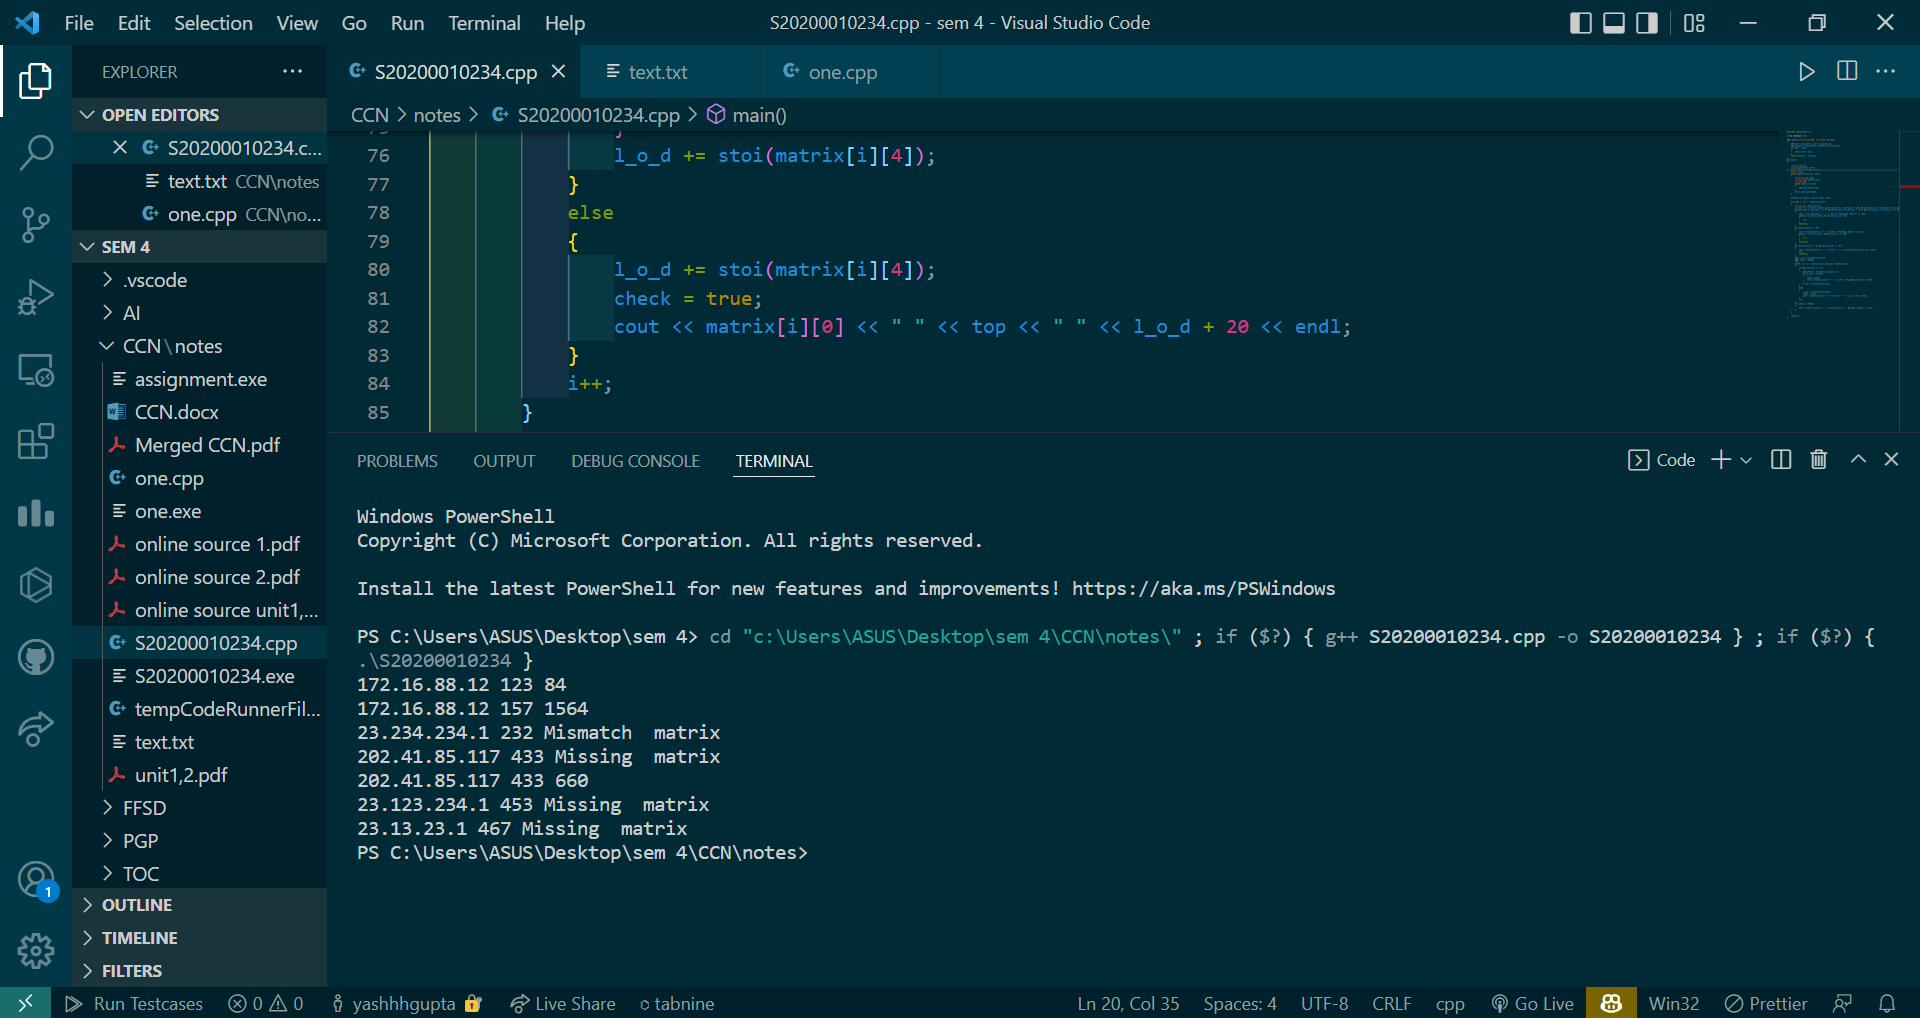 File Edit Selection View Go Run Terminal Help
S20200010234.cpp - sem 4 - Visual Studio Code
EXPLORER
S20200010234.cpp
text.txt
one.cpp
OPEN EDITORS
S20200010234.c...
text.txt CCN\notes
one.cpp CCN\no...
SEM 4
.vscode
AI
CCN\notes
assignment.exe
CCN.docx
Merged CCN.pdf
one.cpp
one.exe
online source 1.pdf
online source 2.pdf
online source unit1,...
S20200010234.cpp
S20200010234.exe
tempCodeRunnerFil...
text.txt
unit1,2.pdf
FFSD
PGP
TOC
OUTLINE
TIMELINE
FILTERS
1
CCN > notes > S20200010234.cpp > main()
76 l_o_d += stoi(matrix[i][4]);
77 }
78 else
79 {
80 l_o_d += stoi(matrix[i][4]);
81 check = true;
82 cout << matrix[i][0] << " " << top << " " << l_o_d + 20 << endl;
83 }
84 i++;
85 }
PROBLEMS OUTPUT DEBUG CONSOLE TERMINAL
Code
Windows PowerShell
Copyright (C) Microsoft Corporation. All rights reserved.
Install the latest PowerShell for new features and improvements! https://aka.ms/PSWindows
PS C:\Users\ASUS\Desktop\sem 4> cd "c:\Users\ASUS\Desktop\sem 4\CCN\notes\" ; if ($?) { g++ S20200010234.cpp -o S20200010234 } ; if ($?) {
.\S20200010234 }
172.16.88.12 123 84
172.16.88.12 157 1564
23.234.234.1 232 Mismatch  matrix
202.41.85.117 433 Missing  matrix
202.41.85.117 433 660
23.123.234.1 453 Missing  matrix
23.13.23.1 467 Missing  matrix
PS C:\Users\ASUS\Desktop\sem 4\CCN\notes>
Run Testcases 0 0 yashhhgupta Live Share tabnine
Ln 20, Col 35 Spaces: 4 UTF-8 CRLF cpp Go Live Win32 Prettier